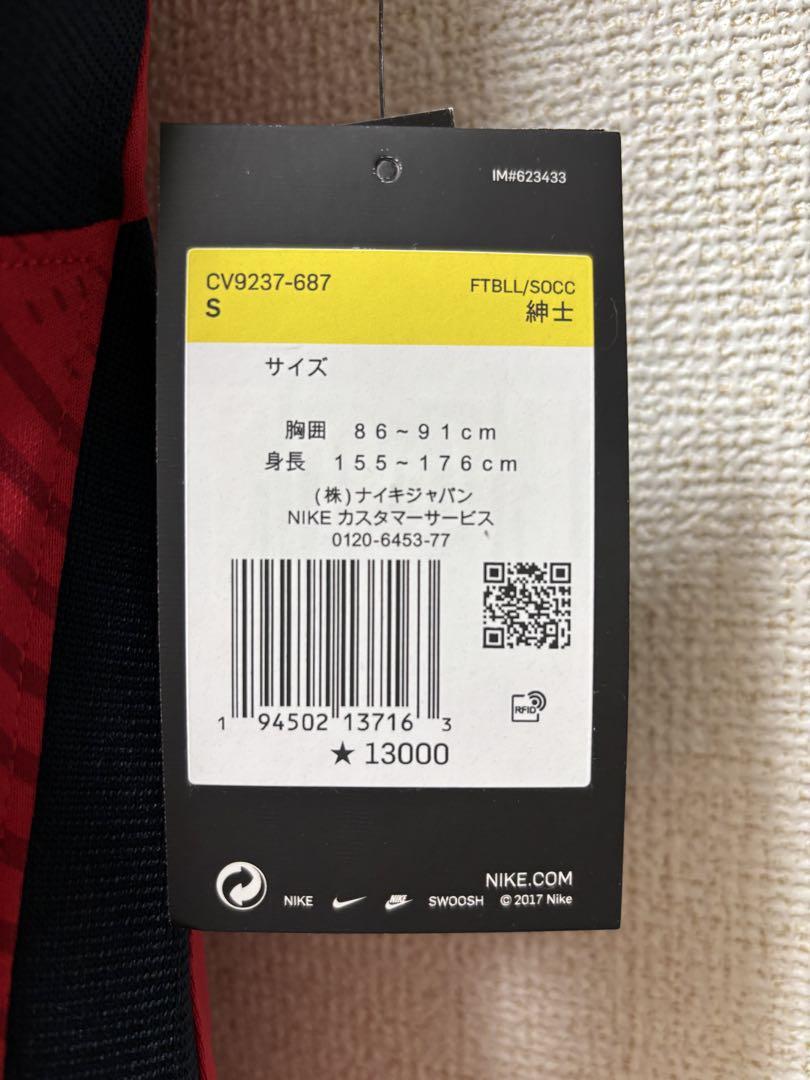 IM#623433
CV9237-687 FTBLL/SOCC
S 紳士
サイズ
胸囲 86~91cm
身長 155~176cm
(株)ナイキジャパン
NIKE カスタマーサービス
0120-6453-77
RFID
1 94502 13716 3
★ 13000
NIKE.COM
NIKE NIKE SWOOSH © 2017 Nike